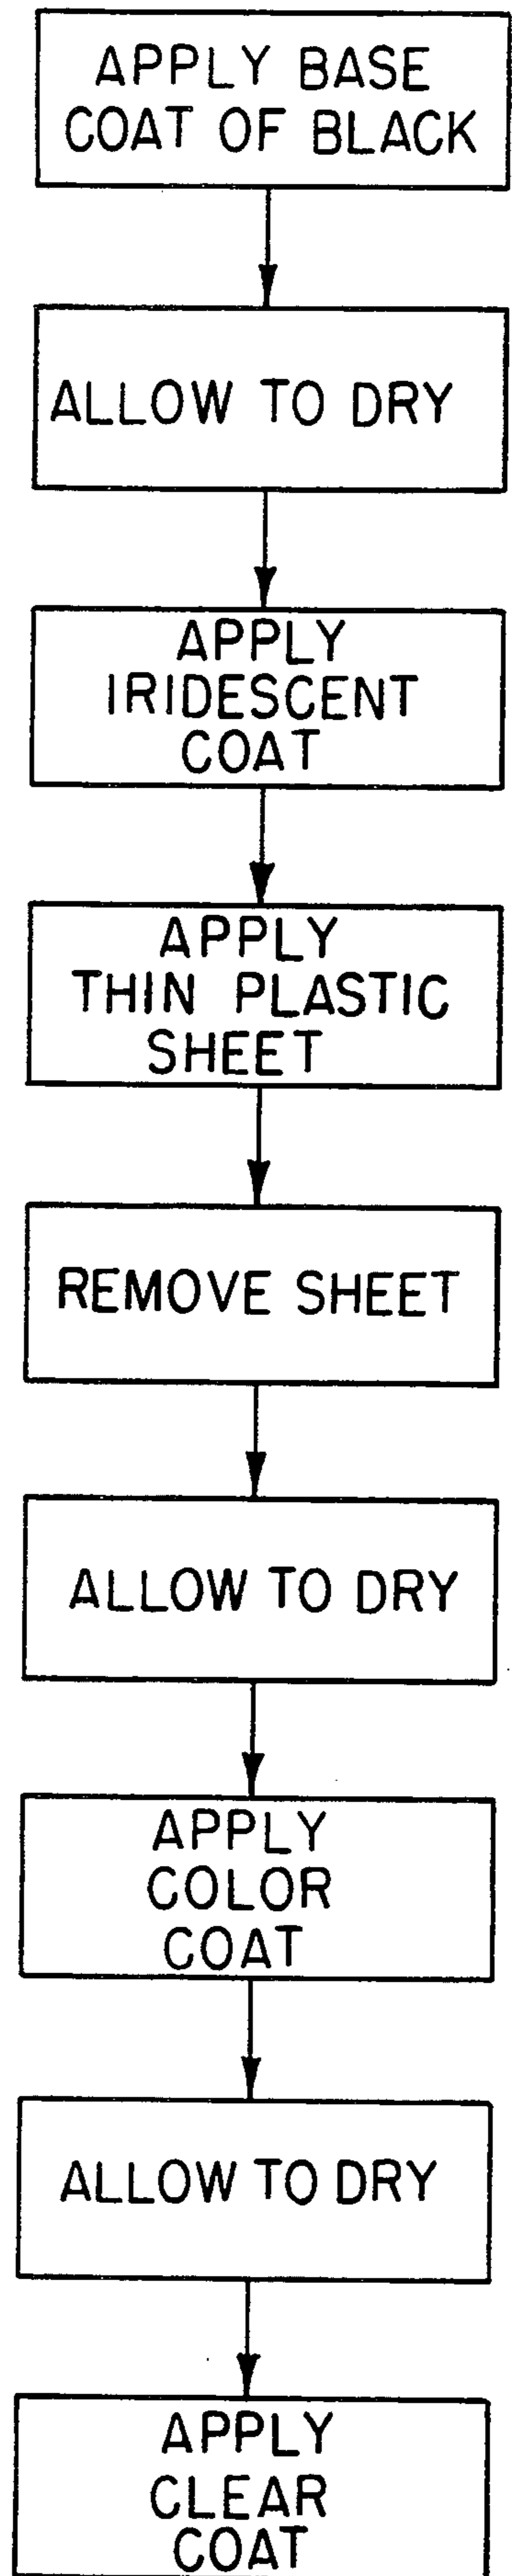 APPLY BASE
COAT OF BLACK
ALLOW TO DRY
APPLY
IRIDESCENT
COAT
APPLY
THIN PLASTIC
SHEET
REMOVE SHEET
ALLOW TO DRY
APPLY
COLOR
COAT
ALLOW TO DRY
APPLY
CLEAR
COAT